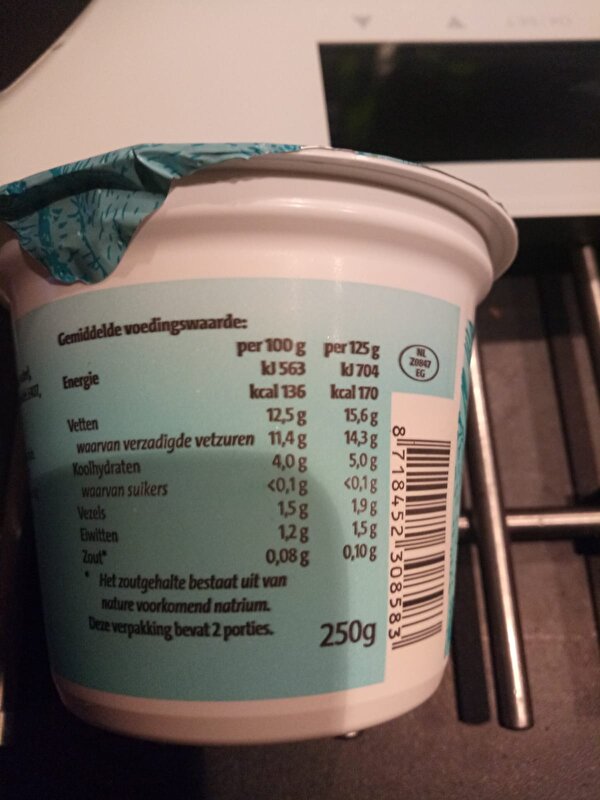 Gemiddelde voedingswaarde:
per 100 g per 125 g
Energie kJ 563 kJ 704
kcal 136 kcal 170
Vetten 12,5 g 15,6 g
waarvan verzadigde vetzuren 11,4 g 14,3 g
Koolhydraten 4,0 g 5,0 g
waarvan suikers <0,1 g <0,1 g
Vezels 1,5 g 1,9 g
Eiwitten 1,2 g 1,5 g
Zout* 0,08 g 0,10 g
* Het zoutgehalte bestaat uit van
nature voorkomend natrium.
Deze verpakking bevat 2 porties.
250g
NL
Z0847
EG
8 718452 308583